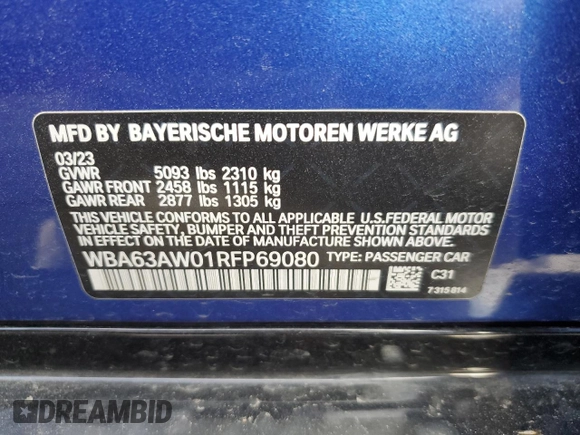 MFD BY BAYERISCHE MOTOREN WERKE AG
03/23
GVWR 5093 lbs 2310 kg
GAWR FRONT 2458 lbs 1115 kg
GAWR REAR 2877 lbs 1305 kg
THIS VEHICLE CONFORMS TO ALL APPLICABLE U.S.FEDERAL MOTOR
VEHICLE SAFETY, BUMPER AND THEFT PREVENTION STANDARDS
IN EFFECT ON THE DATE OF MANUFACTURE SHOWN ABOVE.
WBA63AW01RFP69080 TYPE: PASSENGER CAR
C31
7315614
DREAMBID